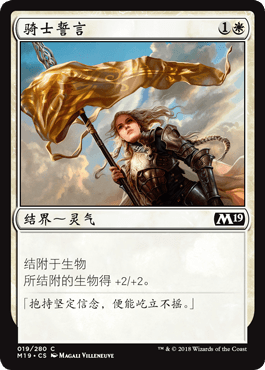 骑士誓言 1
结界～灵气 M19
结附于生物
所结附的生物得 +2/+2。
「抱持坚定信念，便能屹立不摇。」
019/280 C
M19 • CS MAGALI VILLENEUVE
™ & © 2018 Wizards of the Coast